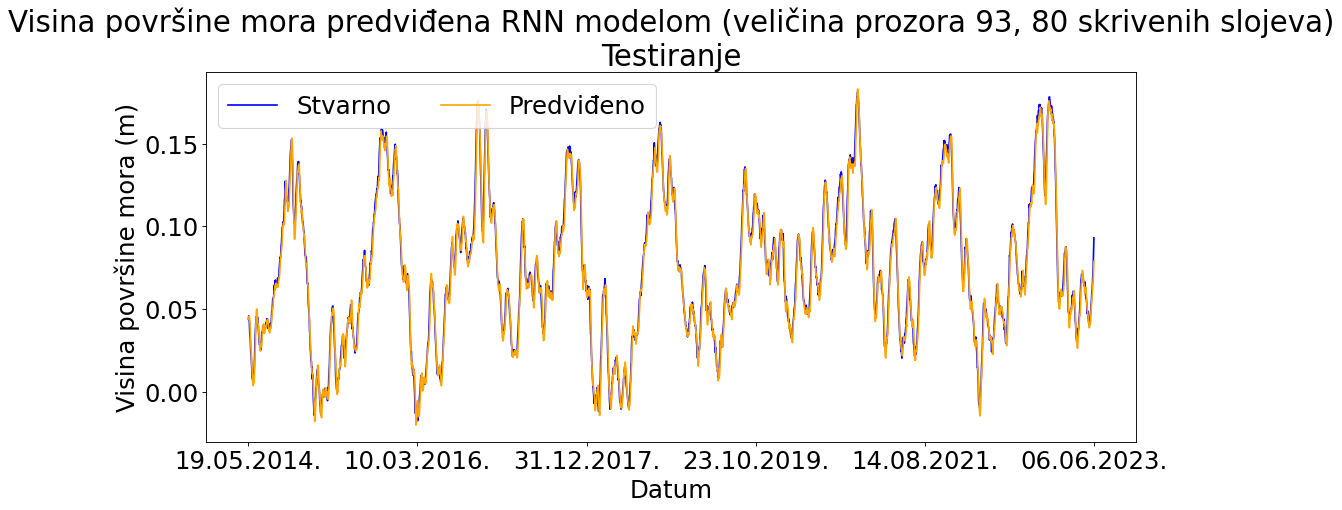 Visina površine mora predviđena RNN modelom (veličina prozora 93, 80 skrivenih slojeva)
Testiranje
Stvarno
Predviđeno
Visina površine mora (m)
0.15
0.10
0.05
0.00
19.05.2014.
10.03.2016.
31.12.2017.
23.10.2019.
14.08.2021.
06.06.2023.
Datum